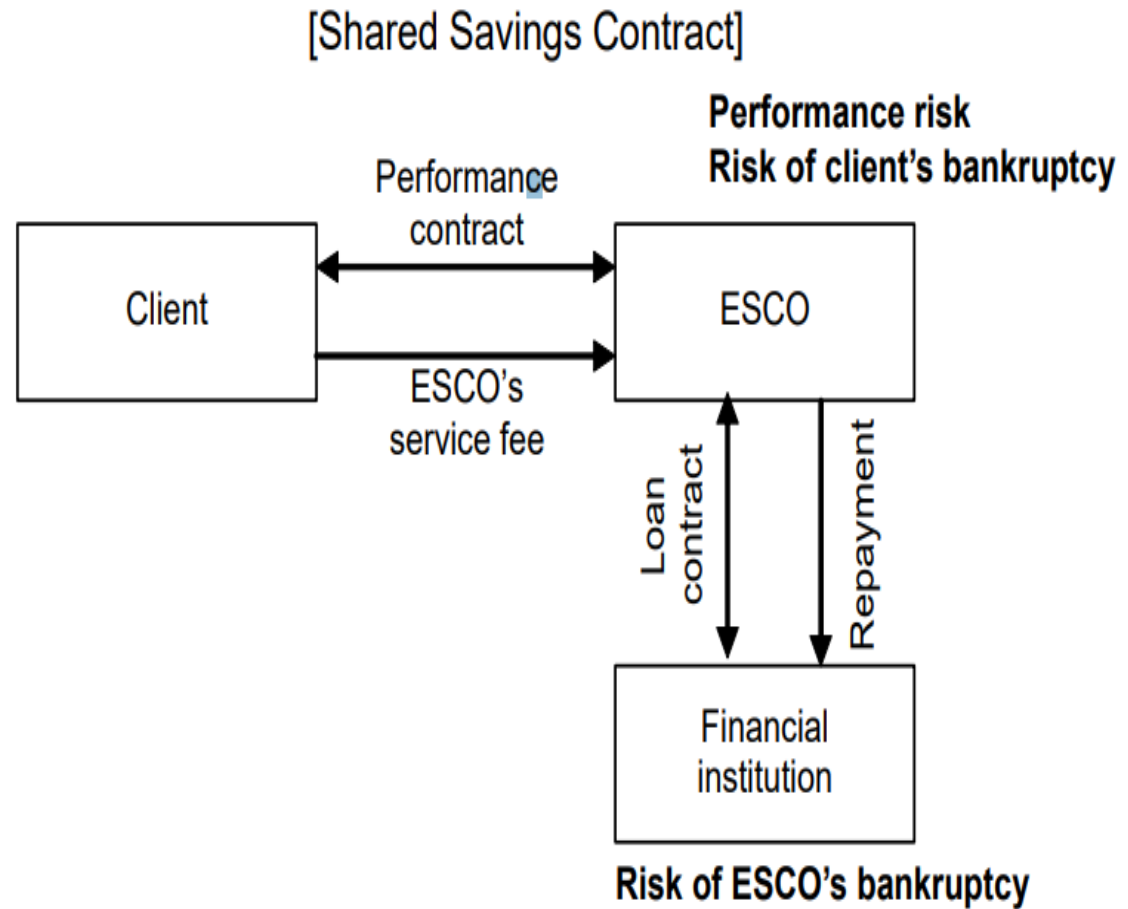 [Shared Savings Contract]
Performance risk
Risk of client's bankruptcy
Performance
contract
Client
ESCO
ESCO's
service fee
Loan
contract
Repayment
Financial
institution
Risk of ESCO's bankruptcy